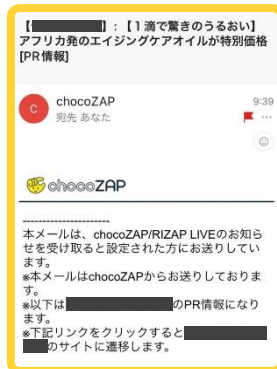 【 】:【1滴で驚きのうるおい】
アフリカ発のエイジングケアオイルが特別価格
[PR情報]
C
chocoZAP
9:39
宛先 あなた
chocoZAP
----------------------
本メールは、chocoZAP/RIZAP LIVEのお知ら
せを受け取ると設定された方にお送りしてい
ます。
※本メールはchocoZAPからお送りしておりま
す。
※以下は のPR情報になり
ます。
※下記リンクをクリックすると
のサイトに遷移します。